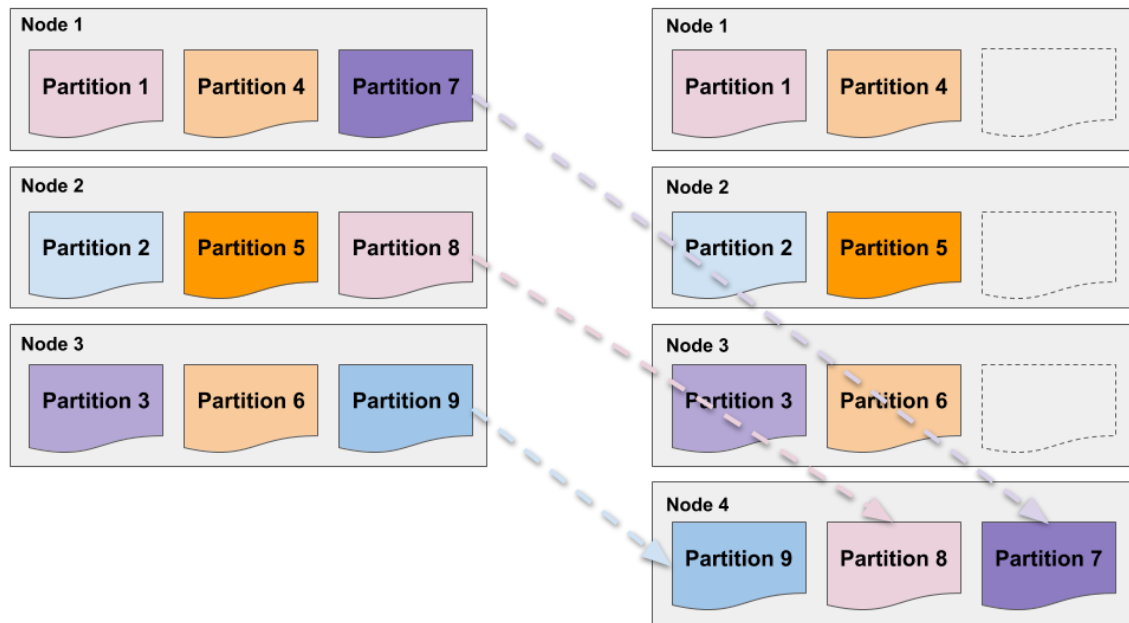 Node 1
Partition 1 Partition 4 Partition 7
Node 2
Partition 2 Partition 5 Partition 8
Node 3
Partition 3 Partition 6 Partition 9
Node 1
Partition 1 Partition 4
Node 2
Partition 2 Partition 5
Node 3
Partition 3 Partition 6
Node 4
Partition 9 Partition 8 Partition 7